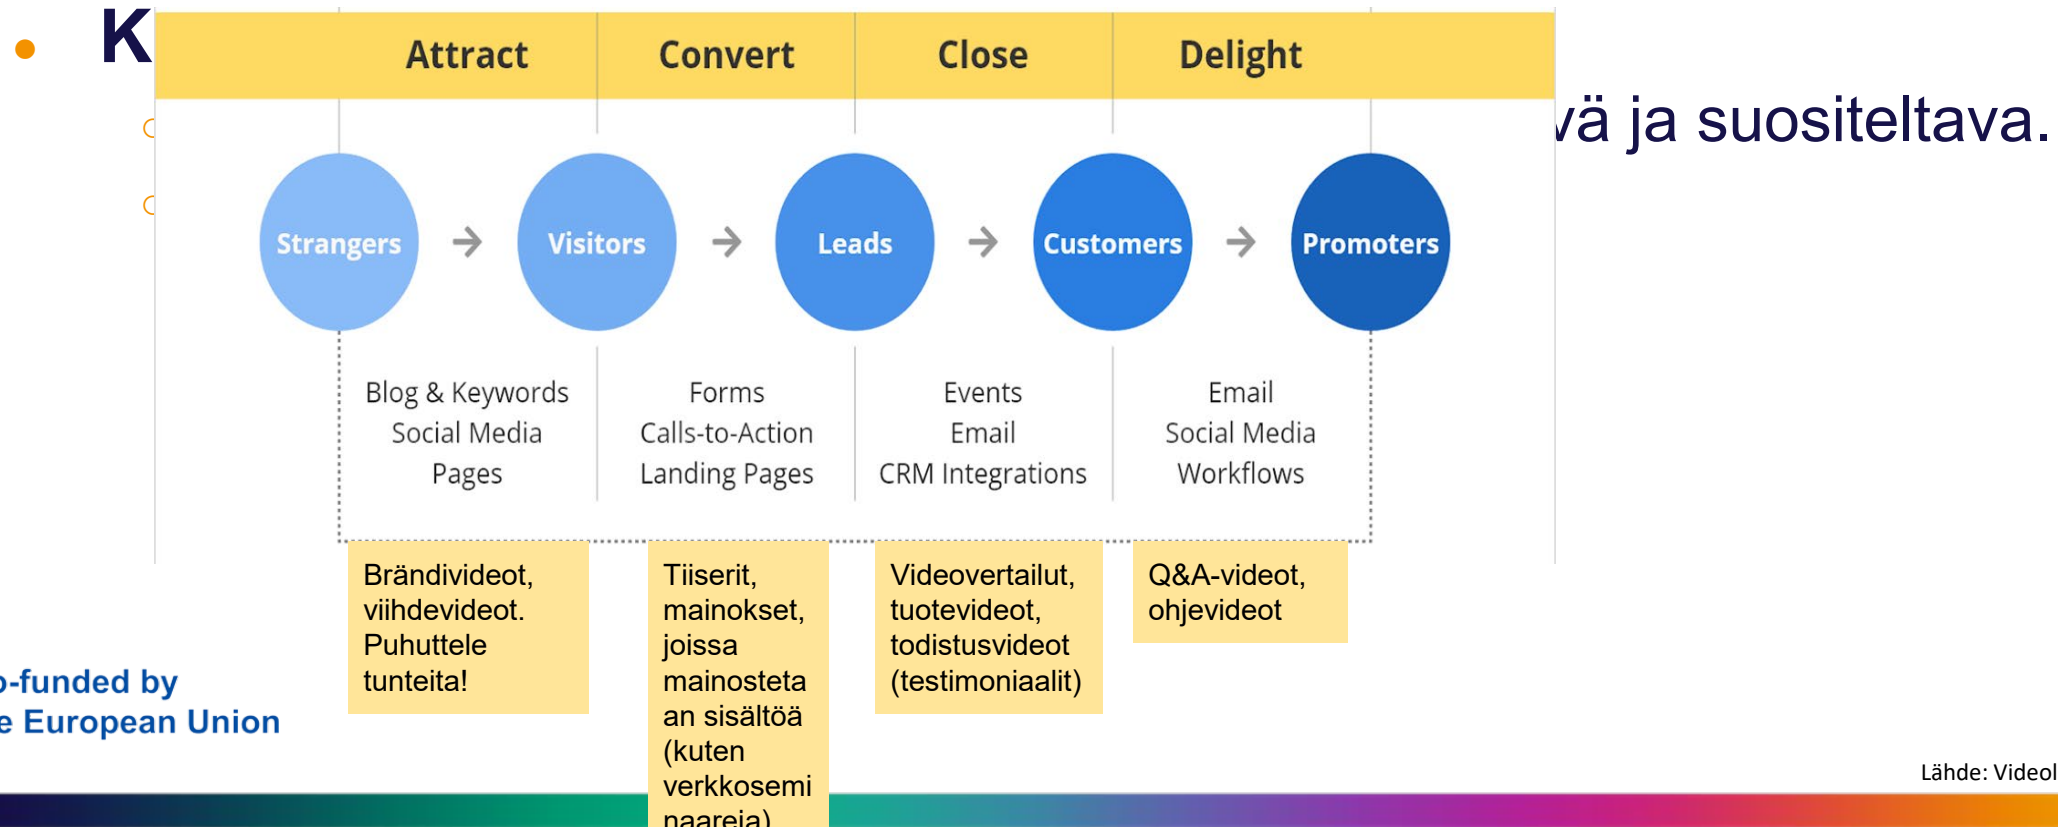 K
Attract Convert Close Delight
vä ja suositeltava.
Strangers → Visitors → Leads → Customers → Promoters
Blog & Keywords
Social Media
Pages
Forms
Calls-to-Action
Landing Pages
Events
Email
CRM Integrations
Email
Social Media
Workflows
Brändivideot,
viihdevideot.
Puhuttele
tunteita!
Tiiserit,
mainokset,
joissa
mainosteta
an sisältöä
(kuten
verkkosemi
naareja)
Videovertailut,
tuotevideot,
todistusvideot
(testimoniaalit)
Q&A-videot,
ohjevideot
o-funded by
e European Union
Lähde: Videol